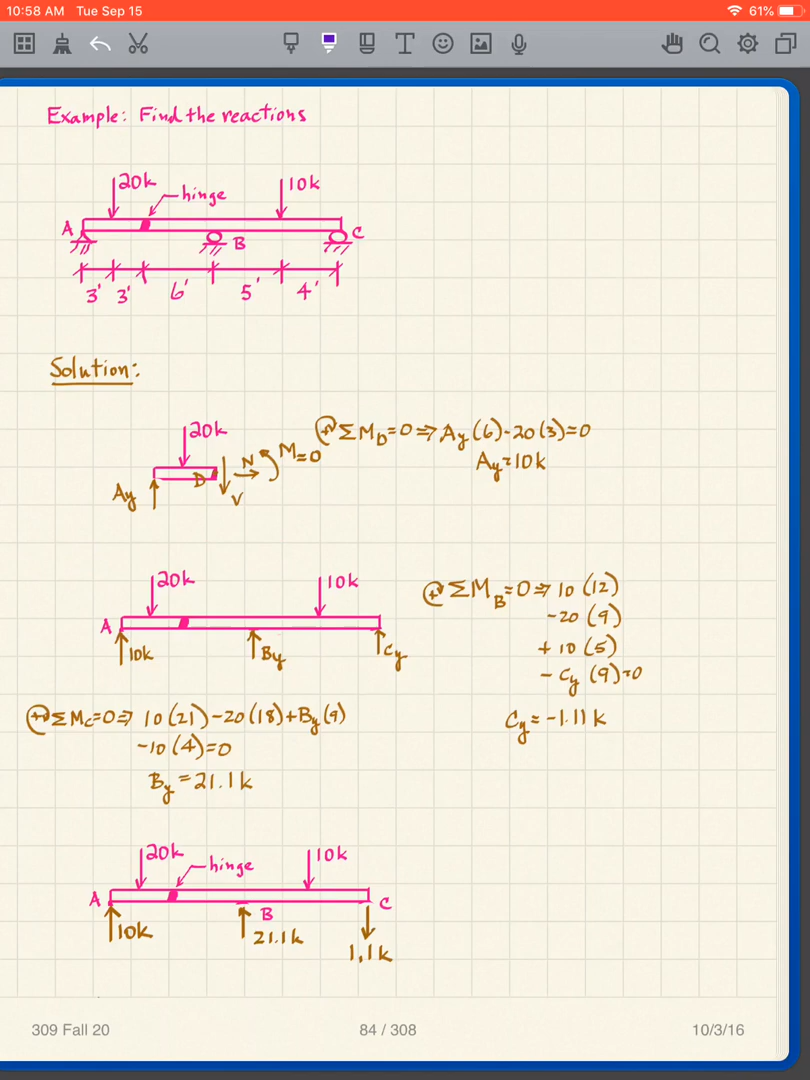 10:58 AM Tue Sep 15 61%
Example: Find the reactions
20k
hinge
10k
A
B
C
3' 3' 6' 5' 4'
Solution:
20k
Ay
D
V
N
M=0
+ ΣM_D=0 ⇒ Ay(6)-20(3)=0
Ay=10k
20k
10k
A
10k
By
Cy
+ ΣM_B=0 ⇒ 10(12)
-20(9)
+10(5)
-Cy(9)=0
Cy=-1.11k
+ ΣM_C=0 ⇒ 10(21)-20(18)+By(9)
-10(4)=0
By=21.1k
20k
hinge
10k
A
B
C
10k
21.1k
1.1k
309 Fall 20 84 / 308 10/3/16